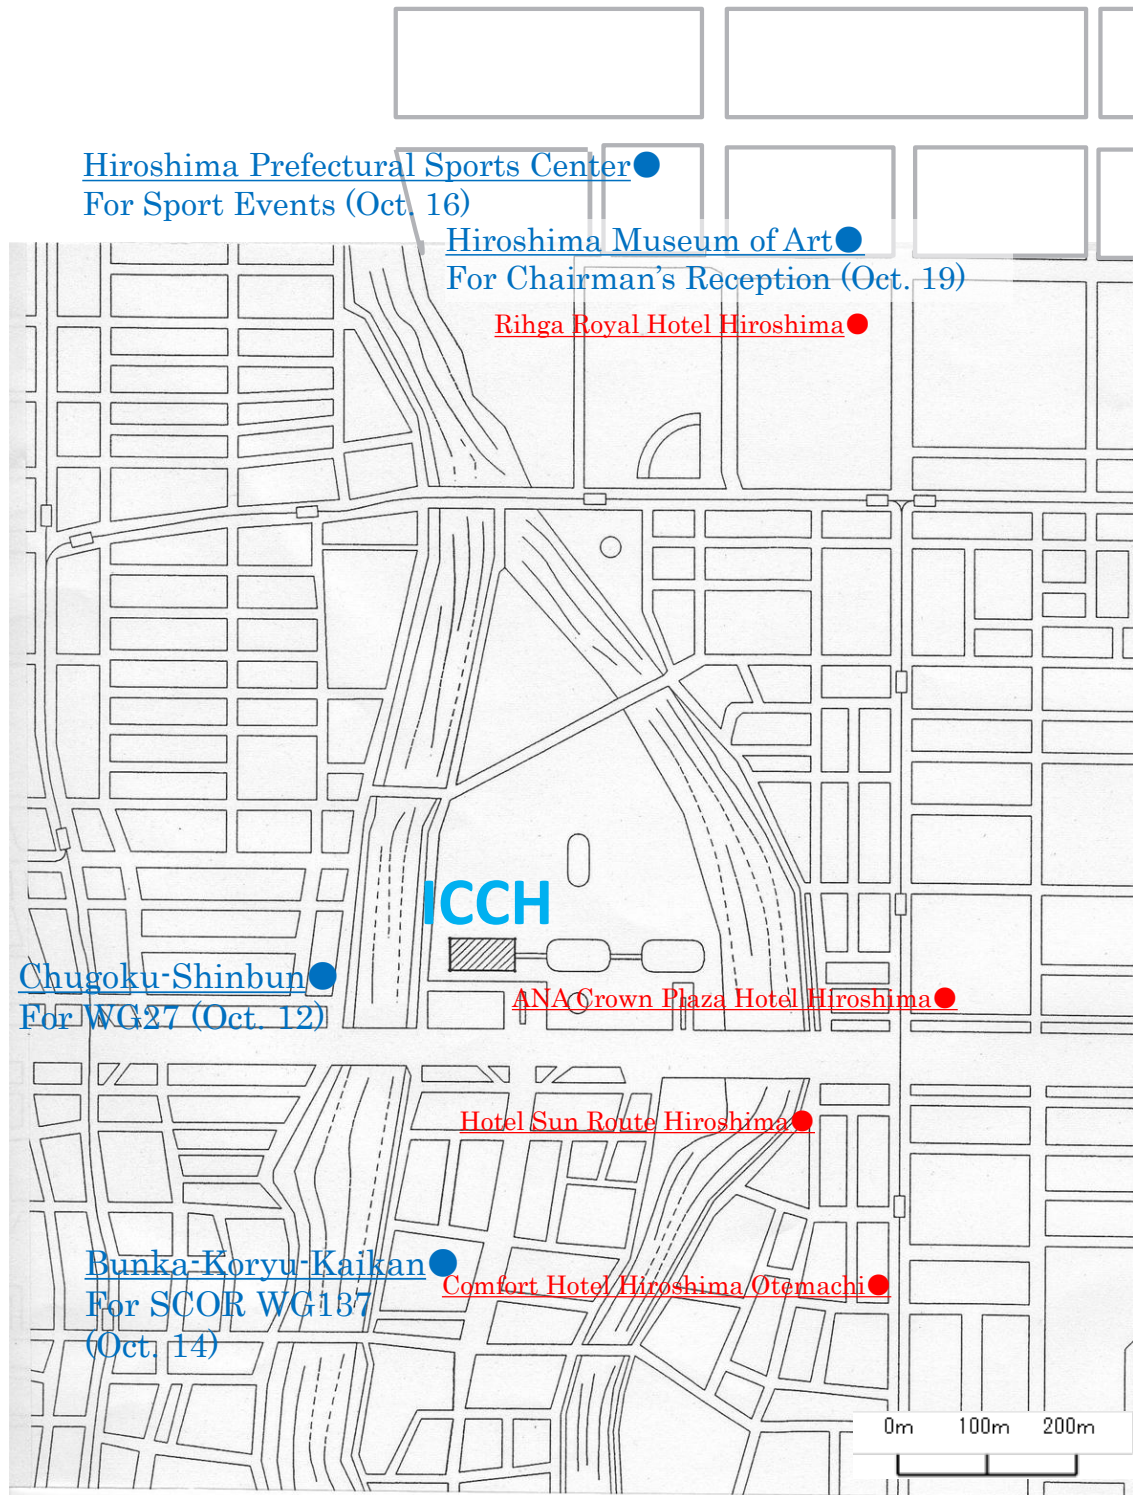 Hiroshima Prefectural Sports Center
For Sport Events (Oct. 16)
Hiroshima Museum of Art
For Chairman's Reception (Oct. 19)
Rihga Royal Hotel Hiroshima
ICCH
Chugoku-Shinbun
For WG27 (Oct. 12)
ANA Crown Plaza Hotel Hiroshima
Hotel Sun Route Hiroshima
Bunka-Koryu-Kaikan
For SCOR WG137
(Oct. 14)
Comfort Hotel Hiroshima Otemachi
0m 100m 200m